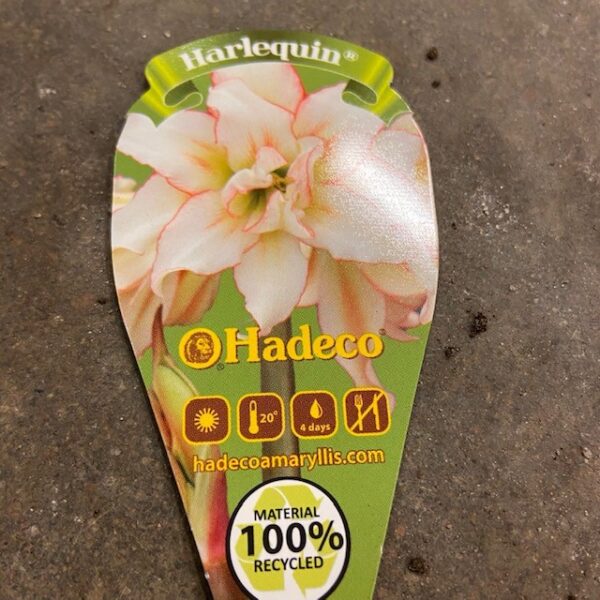 Harlequin®
Hadeco®
®
20°
4 days
hadecoamaryllis.com
MATERIAL
100%
RECYCLED